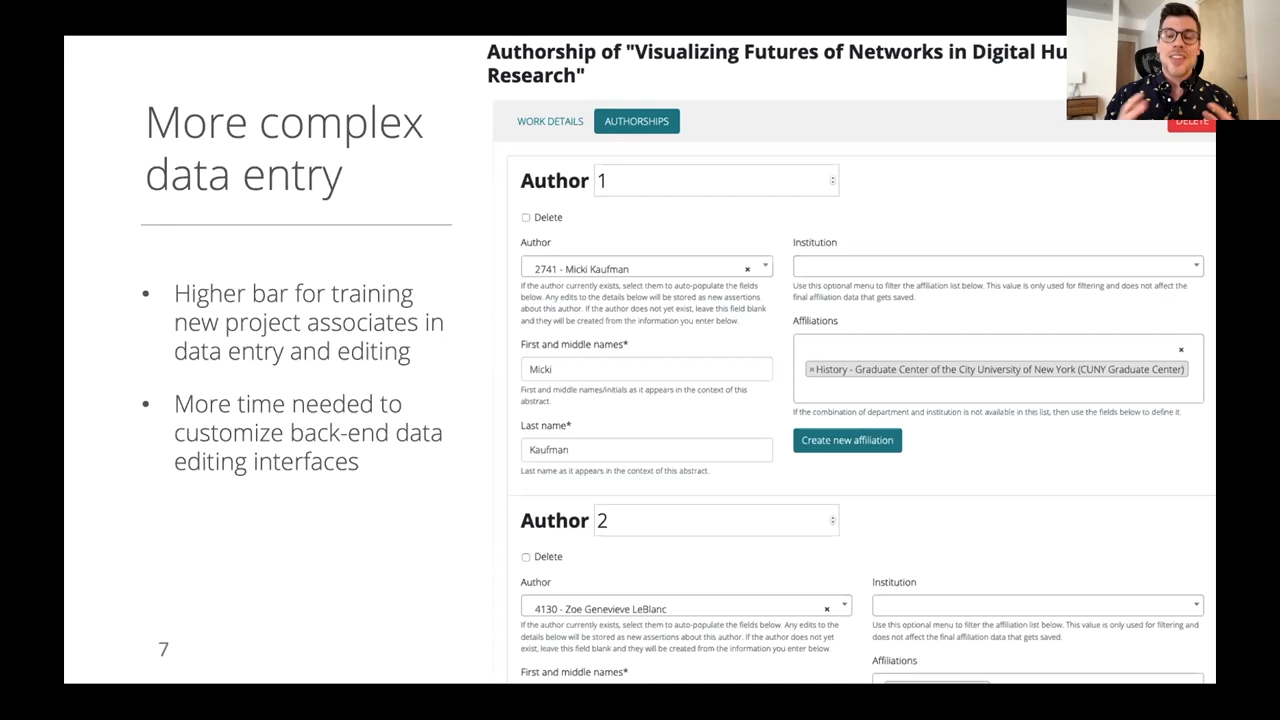 More complex
data entry
• Higher bar for training
new project associates in
data entry and editing
• More time needed to
customize back-end data
editing interfaces
7
Authorship of "Visualizing Futures of Networks in Digital Hu
Research"
WORK DETAILS AUTHORSHIPS
DELETE
Author 1
Delete
Author
2741 - Micki Kaufman ×
If the author currently exists, select them to auto-populate the fields
below. Any edits to the details below will be stored as new assertions
about this author. If the author does not yet exist, leave this field blank
and they will be created from the information you enter below.
First and middle names*
Micki
First and middle names/initials as it appears in the context of this
abstract.
Last name*
Kaufman
Last name as it appears in the context of this abstract.
Institution
Use this optional menu to filter the affiliation list below. This value is only used for filtering and does not affect the
final affiliation data that gets saved.
Affiliations
×
×History - Graduate Center of the City University of New York (CUNY Graduate Center)
If the combination of department and institution is not available in this list, then use the fields below to define it.
Create new affiliation
Author 2
Delete
Author
4130 - Zoe Genevieve LeBlanc ×
If the author currently exists, select them to auto-populate the fields below. Any edits to the
details below will be stored as new assertions about this author. If the author does not yet
exist, leave this field blank and they will be created from the information you enter below.
First and middle names*
Institution
Use this optional menu to filter the affiliation list below. This value is only used for filtering and
does not affect the final affiliation data that gets saved.
Affiliations